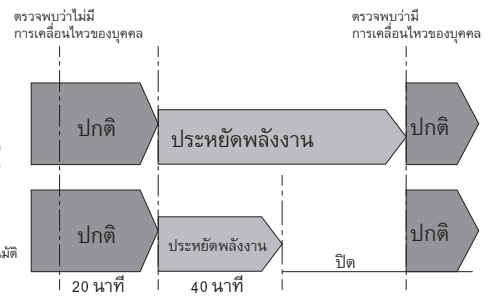 ตรวจพบว่าไม่มี
การเคลื่อนไหวของบุคคล
ตรวจพบว่ามี
การเคลื่อนไหวของบุคคล
ปกติ
ประหยัดพลังงาน
ปกติ
ปกติ
ประหยัดพลังงาน
ปิด
ปกติ
20 นาที
40 นาที